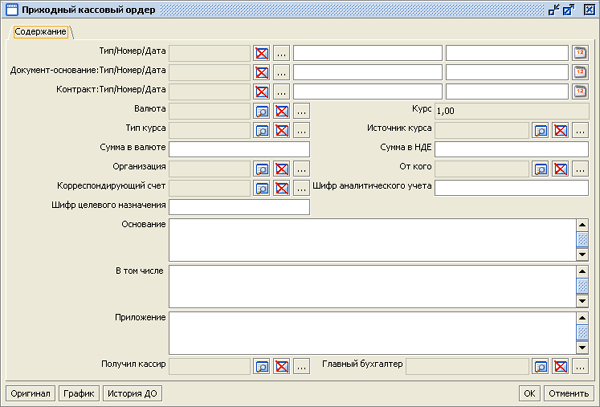 Приходный кассовый ордер
Содержание
Тип/Номер/Дата ...
Документ-основание:Тип/Номер/Дата ...
Контракт:Тип/Номер/Дата ...
Валюта ... Курс 1,00
Тип курса ... Источник курса ...
Сумма в валюте Сумма в НДЕ
Организация ... От кого ...
Корреспондирующий счет ... Шифр аналитического учета
Шифр целевого назначения
Основание
В том числе
Приложение
Получил кассир ... Главный бухгалтер ...
Оригинал График История ДО OK Отменить